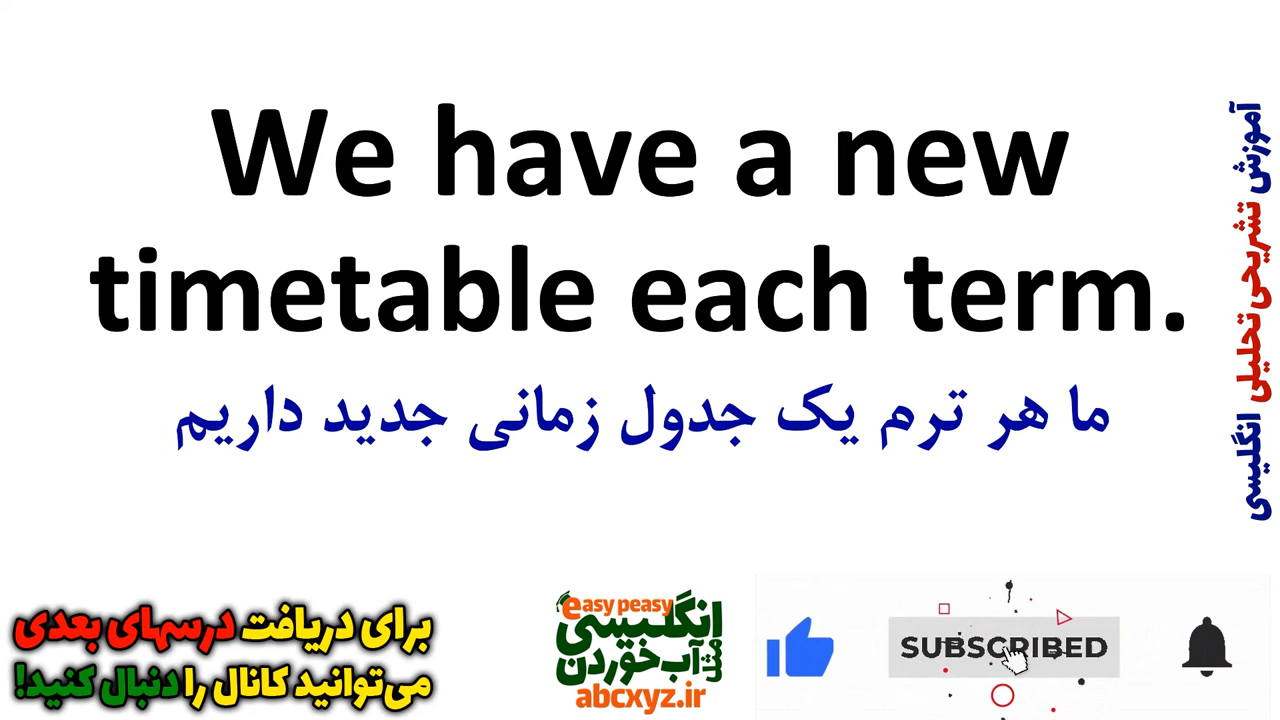 We have a new
timetable each term.
ما هر ترم یک جدول زمانی جدید داریم
آموزش تشریحی تحلیلی انگلیسی
برای دریافت درسهای بعدی
می‌توانید کانال را دنبال کنید!
easy peasy
انگلیسی
مثل آب خوردن
abcxyz.ir
SUBSCRIBED